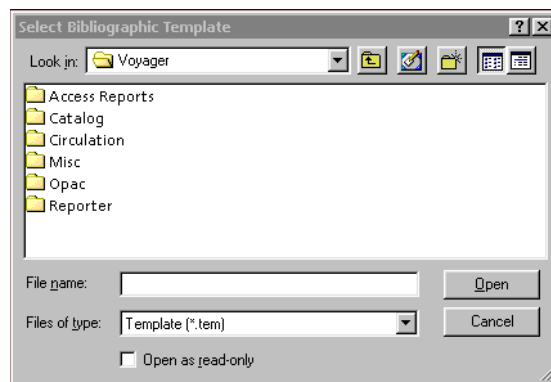 Select Bibliographic Template
Look in: Voyager
Access Reports
Catalog
Circulation
Misc
Opac
Reporter
File name: Open
Files of type: Template (*.tem) Cancel
Open as read-only